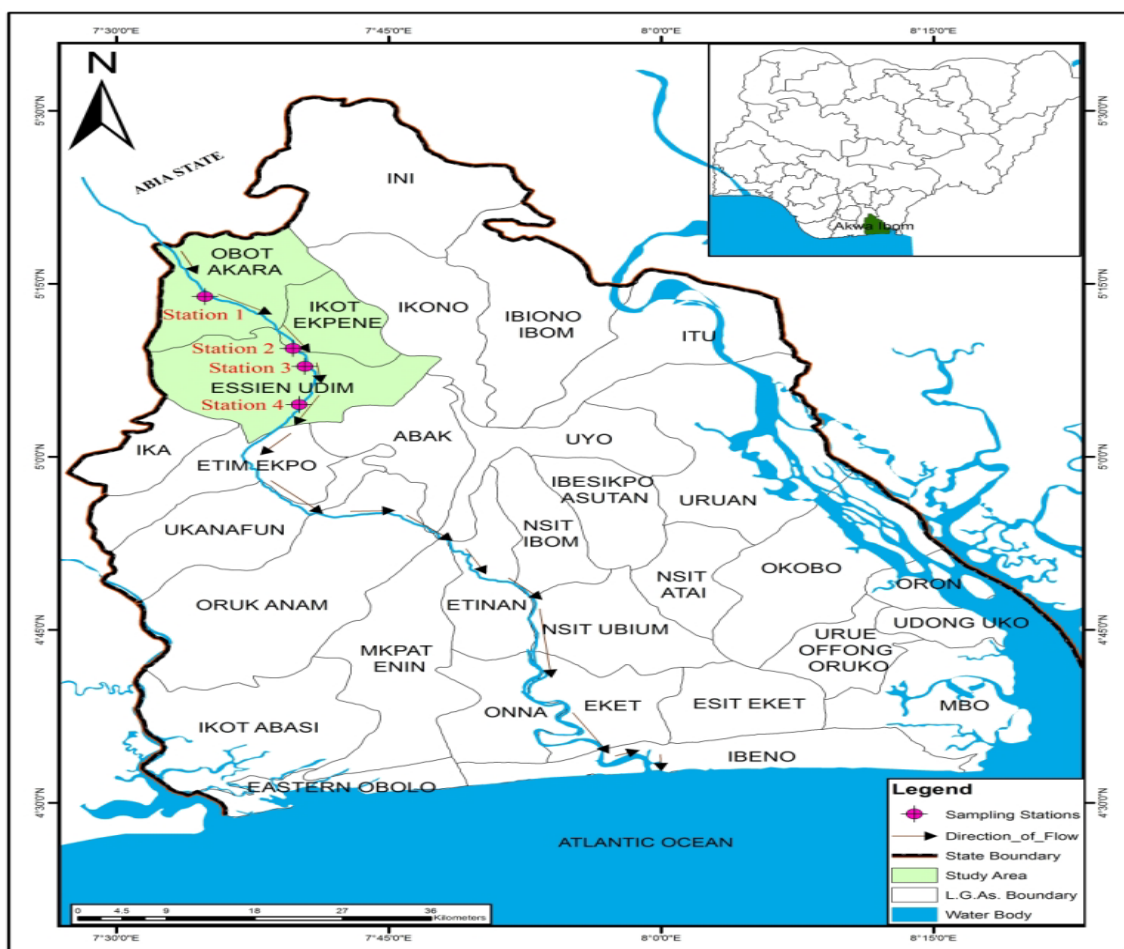 7°30'0"E 7°45'0"E 8°0'0"E 8°15'0"E
N
5°30'0"N
5°30'0"N
ABIA STATE
INI
Akwa Ibom
OBOT
AKARA
5°15'0"N
5°15'0"N
IKOT
EKPENE
IKONO
IBIONO
IBOM
ITU
Station 1
Station 2
Station 3
ESSIEN UDIM
Station 4
IKA
ABAK
UYO
5°0'0"N
5°0'0"N
ETIM EKPO
IBESIKPO
ASUTAN
URUAN
UKANAFUN
NSIT
IBOM
NSIT
ATAI
OKOBO
ORON
ORUK ANAM
ETINAN
UDONG UKO
4°45'0"N
4°45'0"N
NSIT UBIUM
URUE
OFFONG
ORUKO
MKPAT
ENIN
IKOT ABASI
ONNA
EKET
ESIT EKET
MBO
IBENO
EASTERN OBOLO
4°30'0"N
4°30'0"N
ATLANTIC OCEAN
Legend
Sampling Stations
Direction_of_Flow
State Boundary
Study Area
L.G.As. Boundary
Water Body
0 4.5 9 18 27 36
Kilometers
7°30'0"E 7°45'0"E 8°0'0"E 8°15'0"E